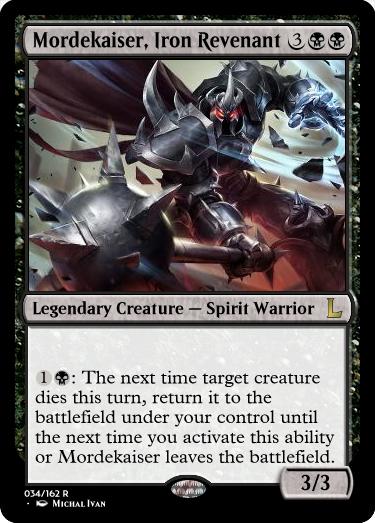 Mordekaiser, Iron Revenant 3
Legendary Creature — Spirit Warrior L
1 : The next time target creature
dies this turn, return it to the
battlefield under your control until
the next time you activate this ability
or Mordekaiser leaves the battlefield.
3/3
034/162 R
· Michal Ivan